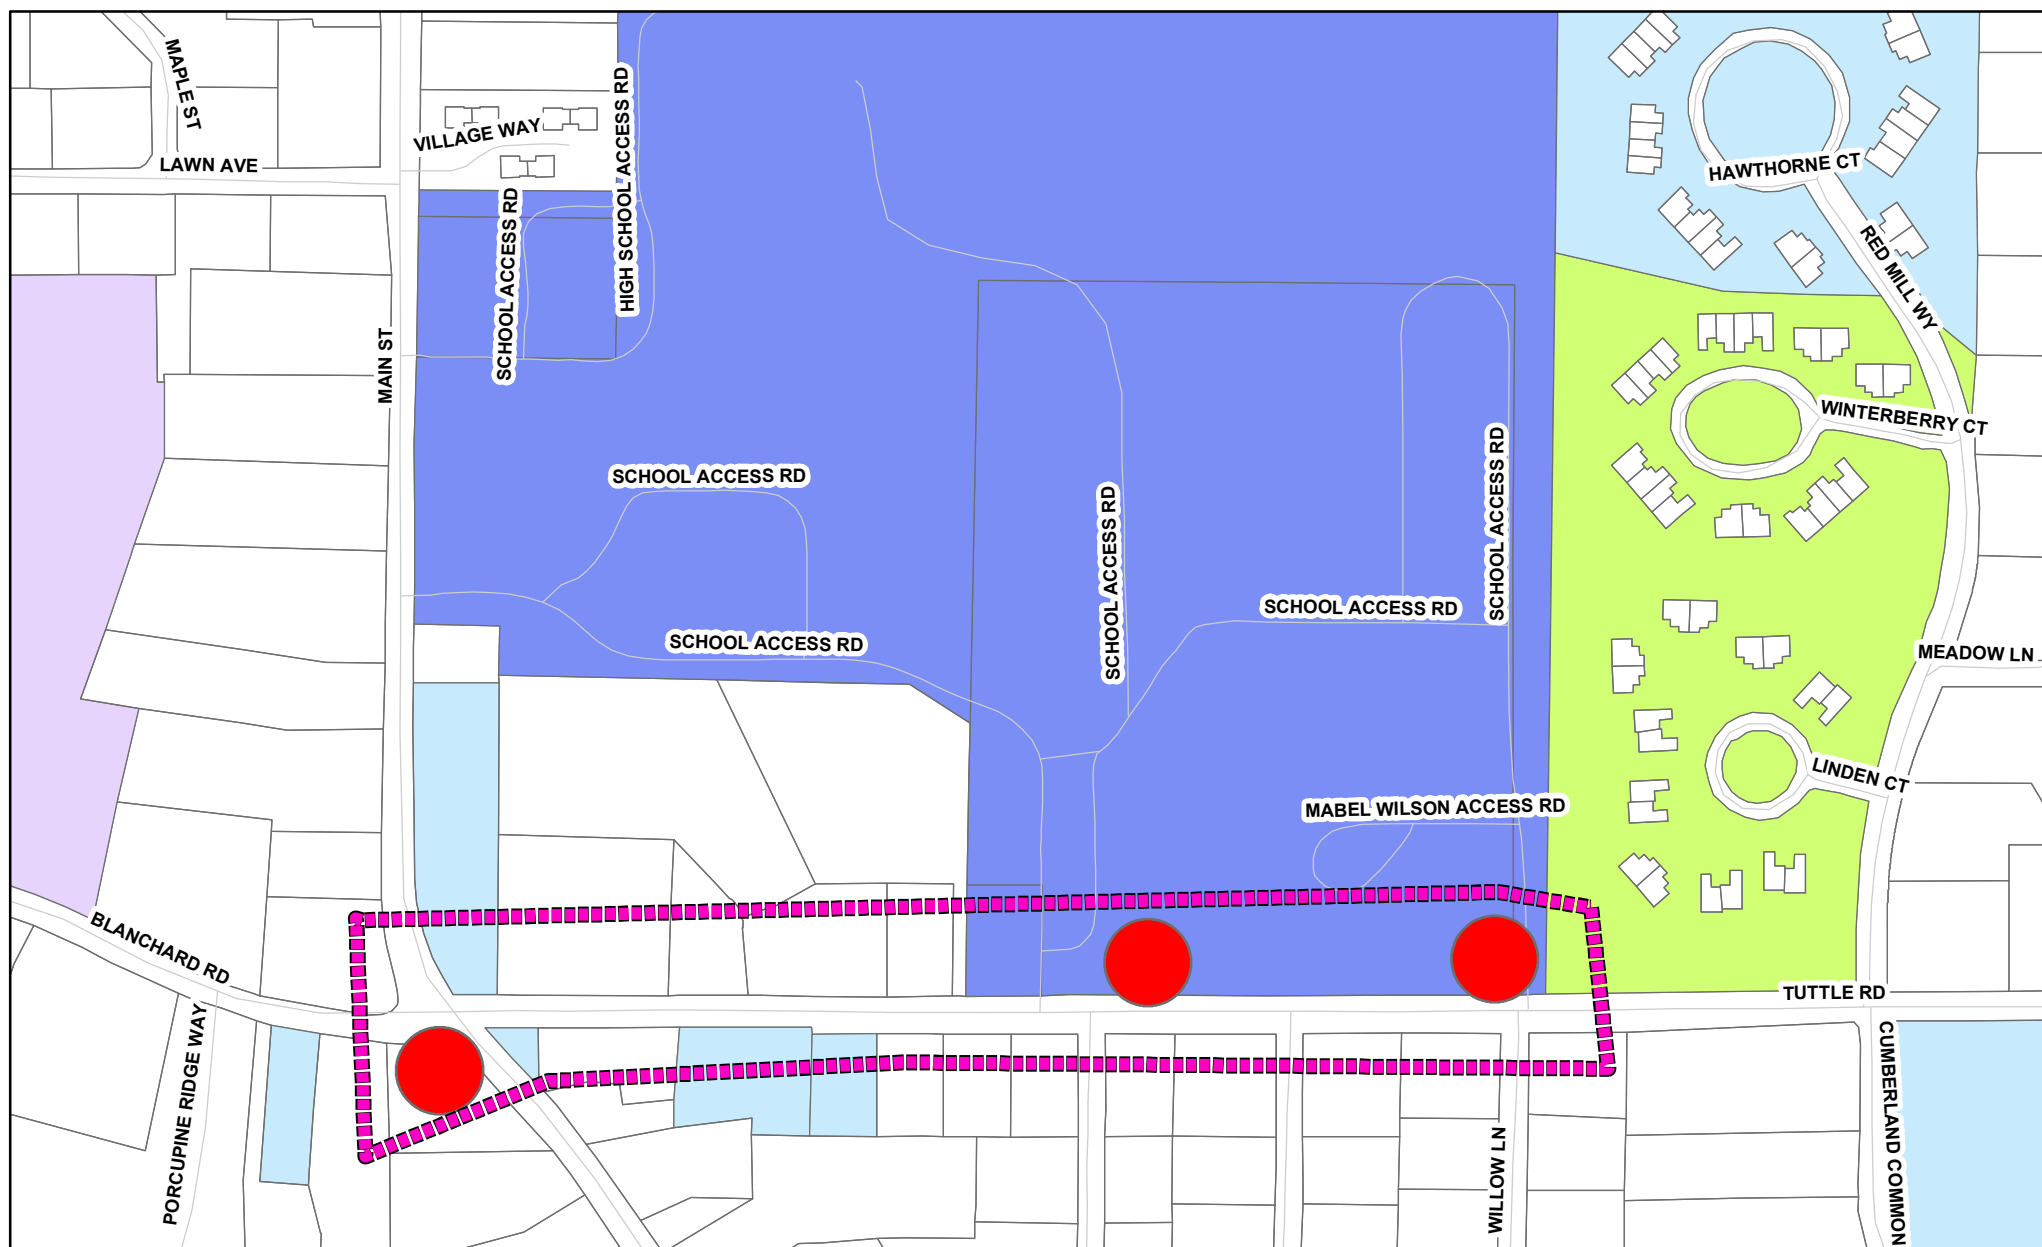 MAPLE ST
LAWN AVE
VILLAGE WAY
HIGH SCHOOL ACCESS RD
SCHOOL ACCESS RD
MAIN ST
HAWTHORNE CT
RED MILL WY
WINTERBERRY CT
SCHOOL ACCESS RD
SCHOOL ACCESS RD
SCHOOL ACCESS RD
SCHOOL ACCESS RD
SCHOOL ACCESS RD
MEADOW LN
LINDEN CT
MABEL WILSON ACCESS RD
BLANCHARD RD
TUTTLE RD
PORCUPINE RIDGE WAY
WILLOW LN
CUMBERLAND COMMON